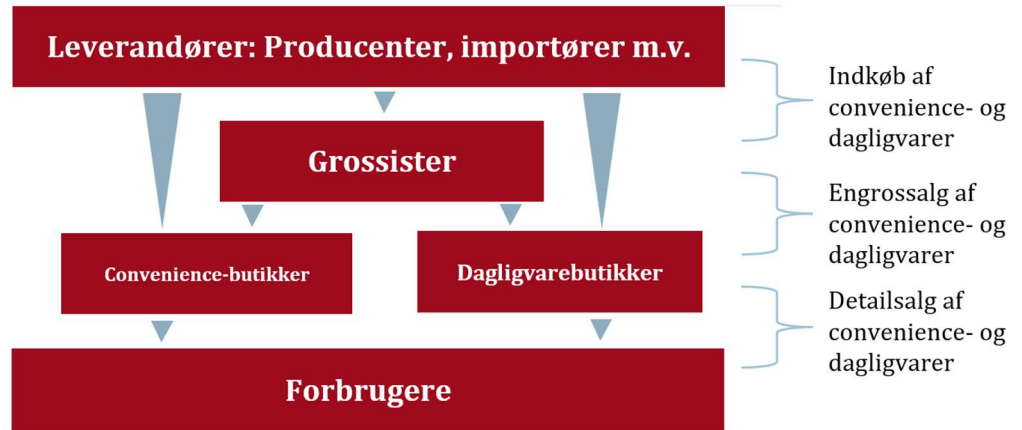 Leverandører: Producenter, importører m.v.
Grossister
Convenience-butikker
Dagligvarebutikker
Forbrugere
Indkøb af
convenience- og
dagligvarer
Engrossalg af
convenience- og
dagligvarer
Detailsalg af
convenience- og
dagligvarer